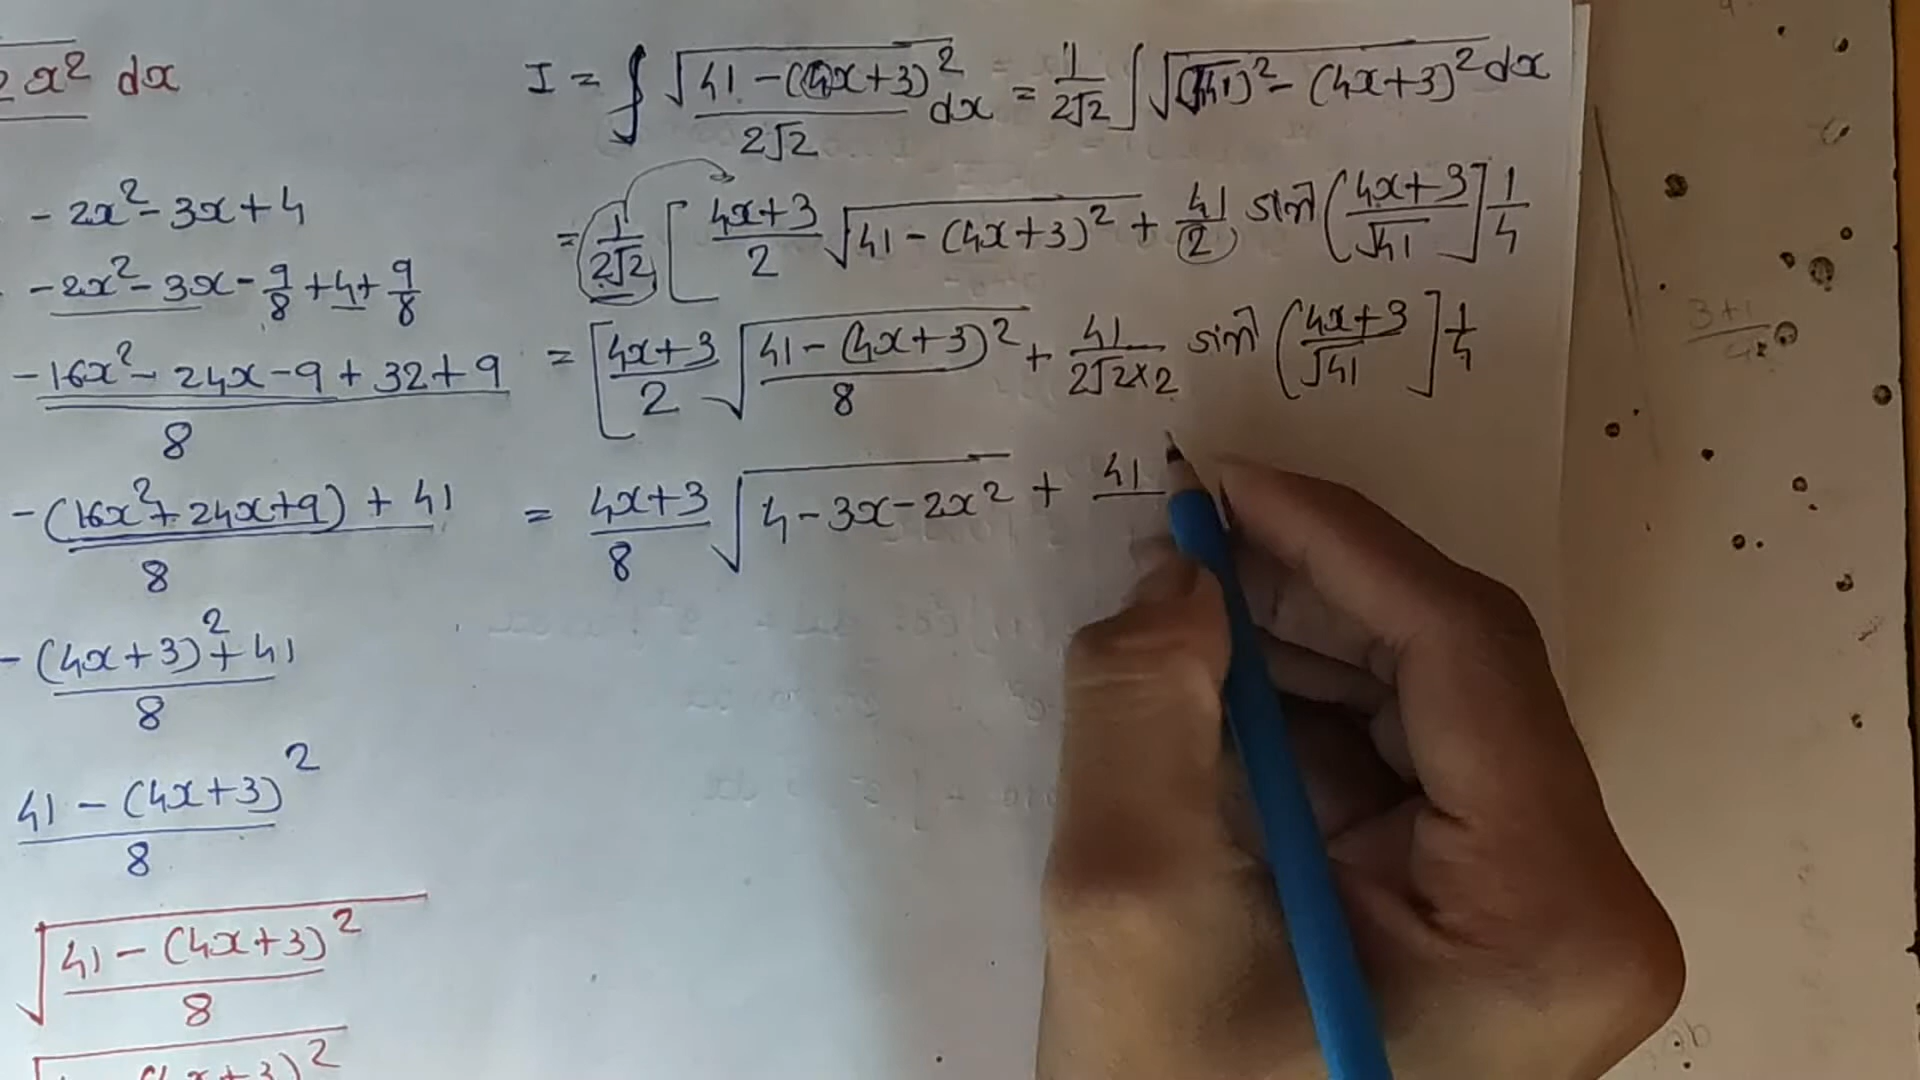 2x² dx
- 2x² - 3x + 4
- 2x² - 3x - 9/8 + 4 + 9/8
-16x² - 24x - 9 + 32 + 9
8
-(16x² + 24x + 9) + 41
8
-(4x+3)² + 41
8
41 - (4x+3)²
8
√(41 - (4x+3)²
8
(4x+3)²
I = ∫ √(41 - (4x+3)²)/2√2 dx = 1/2√2 ∫ √((√41)² - (4x+3)²) dx
= 1/2√2 [ 4x+3/2 √(41 - (4x+3)²) + 41/2 sin⁻¹ (4x+3/√41 ] 1/4
= [ 4x+3/2 √(41 - (4x+3)²/8) + 41/2√2×2 sin⁻¹ (4x+3/√41 ] 1/4
= 4x+3/8 √(4 - 3x - 2x²) + 41